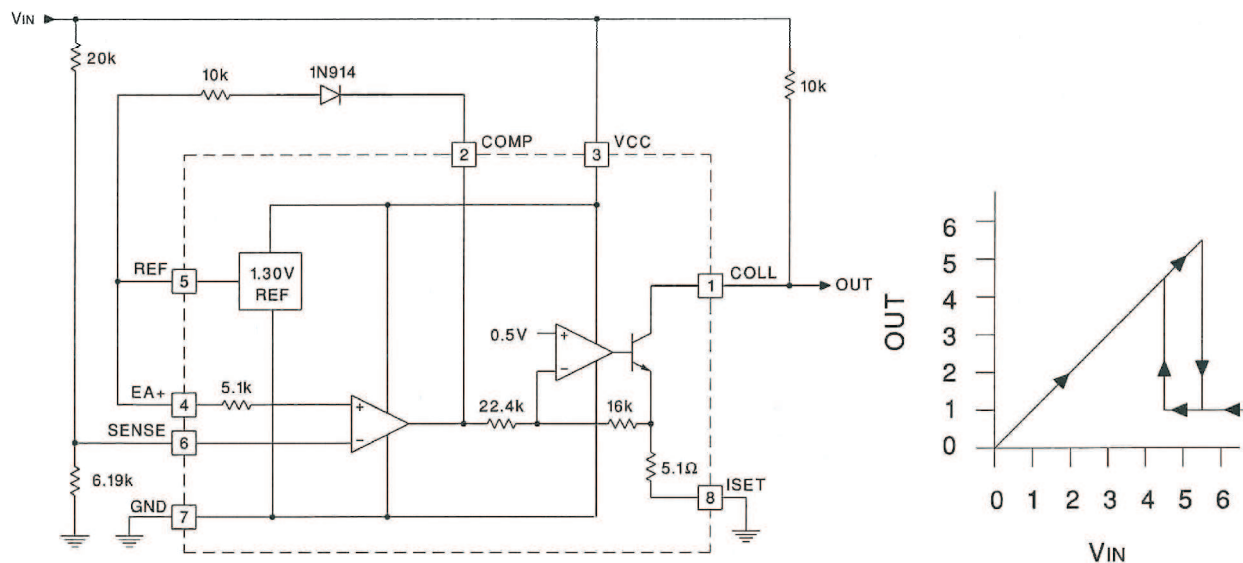 VIN
20k
10k
1N914
10k
COMP
2
VCC
3
REF
5
1.30V
REF
1
COLL
OUT
0.5V
+
−
EA+
4
5.1k
+
−
22.4k
16k
SENSE
6
6.19k
5.1Ω
GND
7
ISET
8
OUT
6
5
4
3
2
1
0
0 1 2 3 4 5 6
VIN